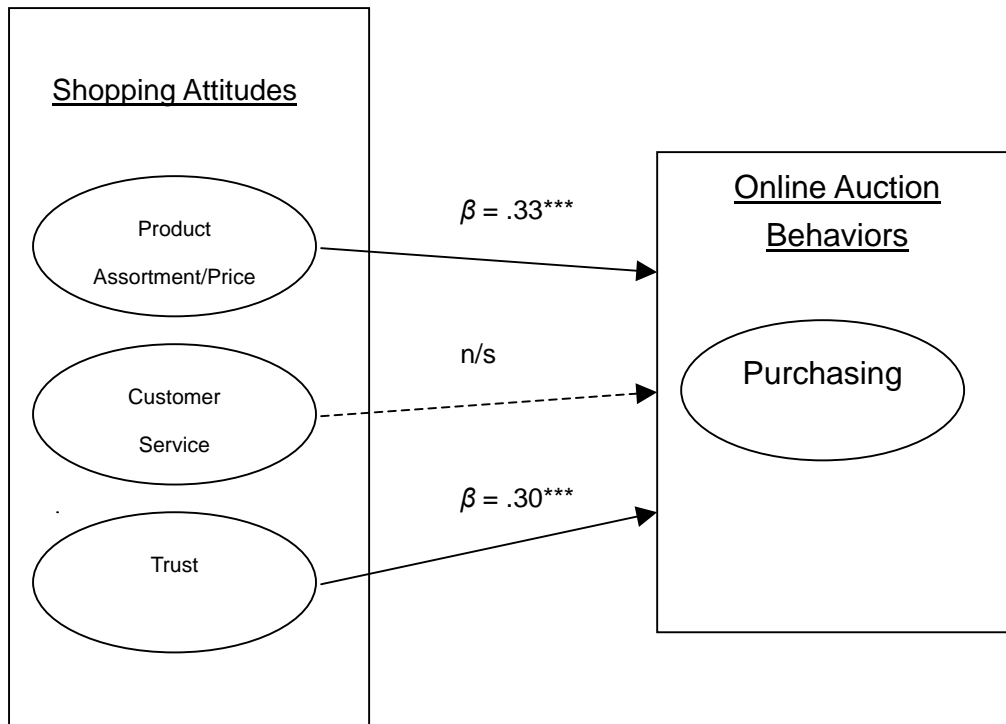 Shopping Attitudes
Product
Assortment/Price
Customer
Service
Trust
β = .33***
n/s
β = .30***
Online Auction
Behaviors
Purchasing